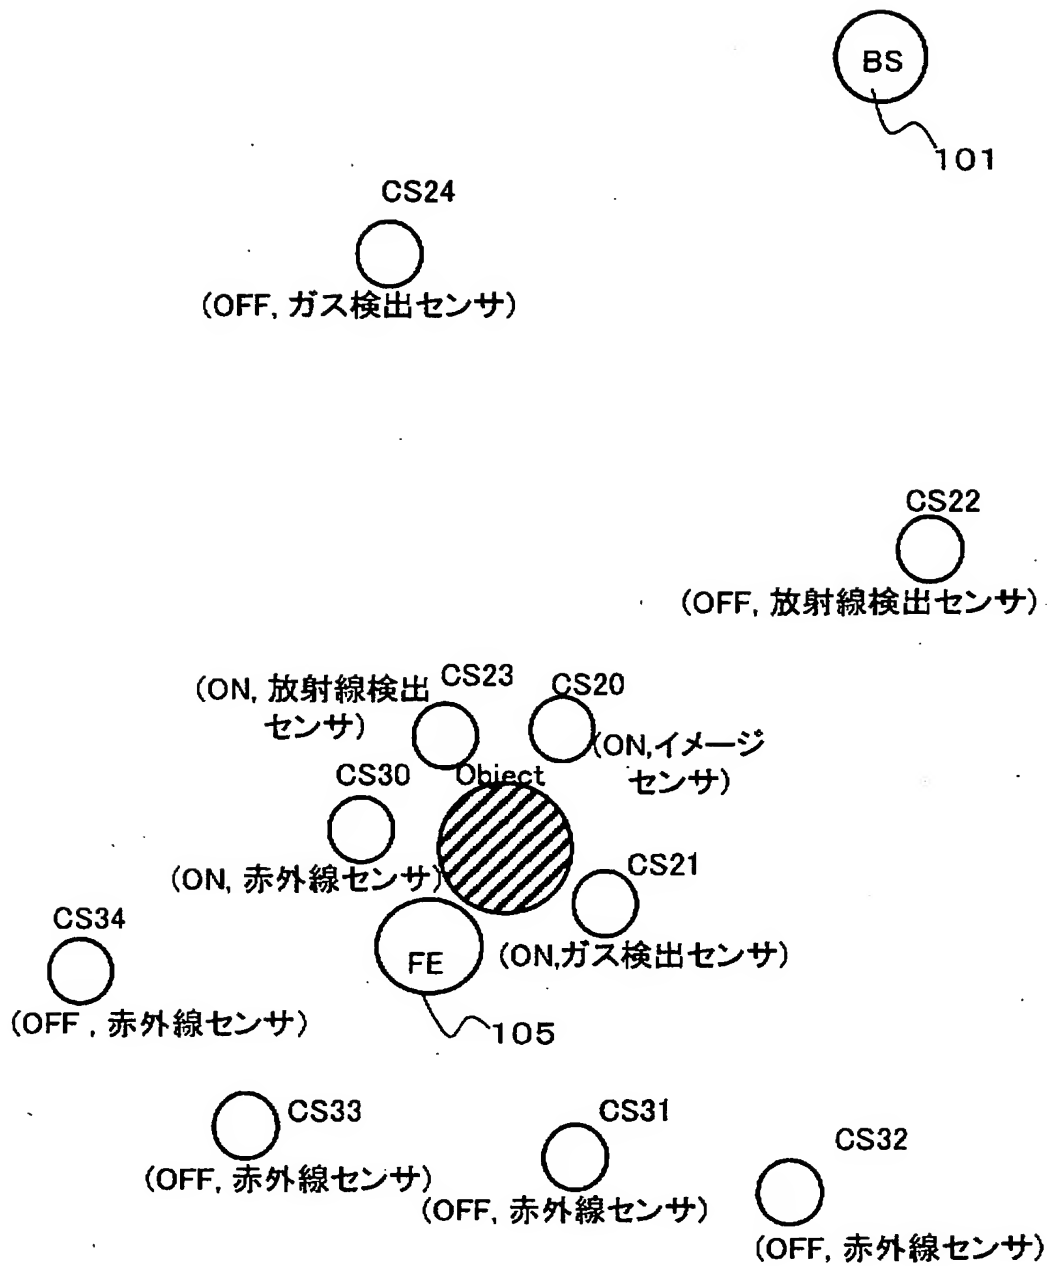 BS
101
CS24
(OFF, ガス検出センサ)
CS22
(OFF, 放射線検出センサ)
CS23
(ON, 放射線検出
センサ)
CS20
(ON,イメージ
センサ)
CS30
Object
(ON, 赤外線センサ)
CS21
(ON,ガス検出センサ)
CS34
FE
(OFF , 赤外線センサ)
105
CS33
(OFF, 赤外線センサ)
CS31
(OFF, 赤外線センサ)
CS32
(OFF, 赤外線センサ)